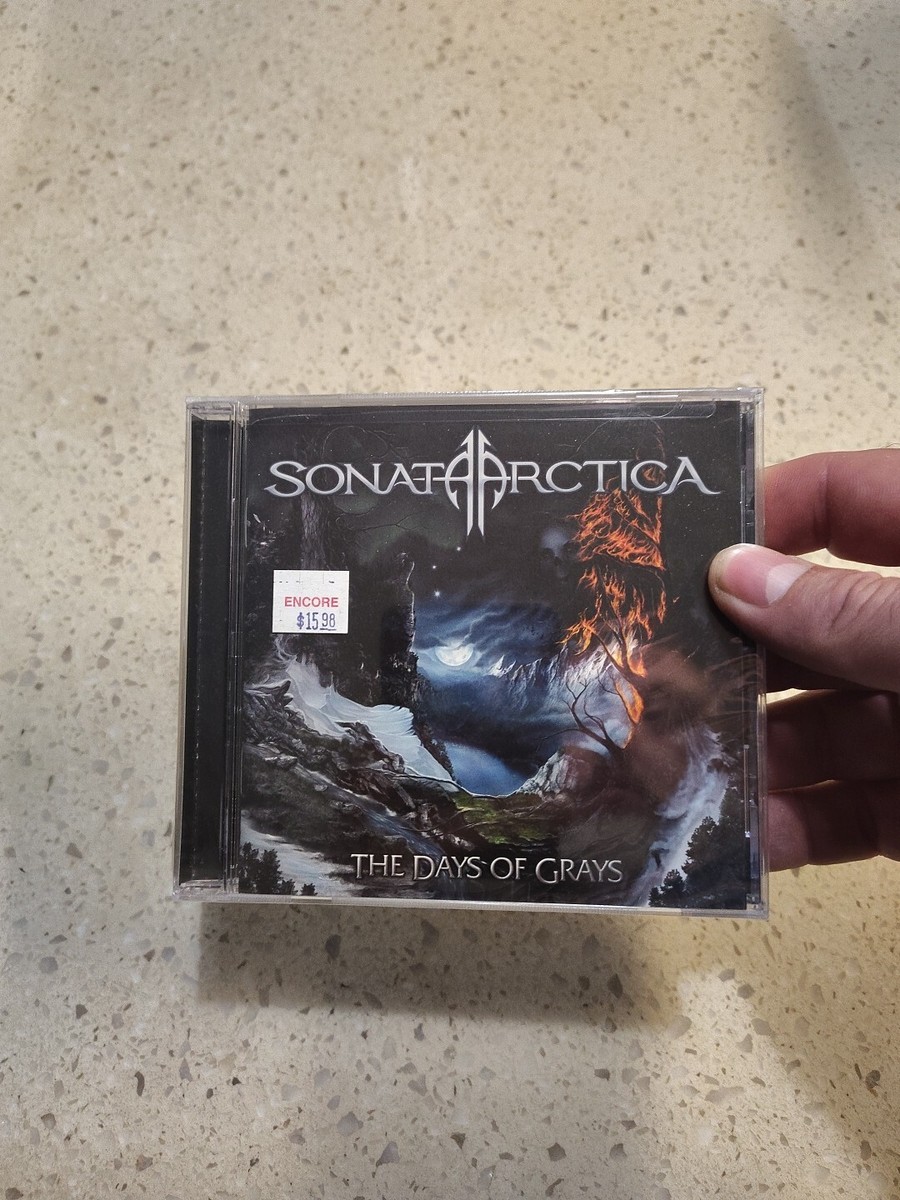 SONATA ARCTICA
ENCORE
$15.98
THE DAYS OF GRAYS